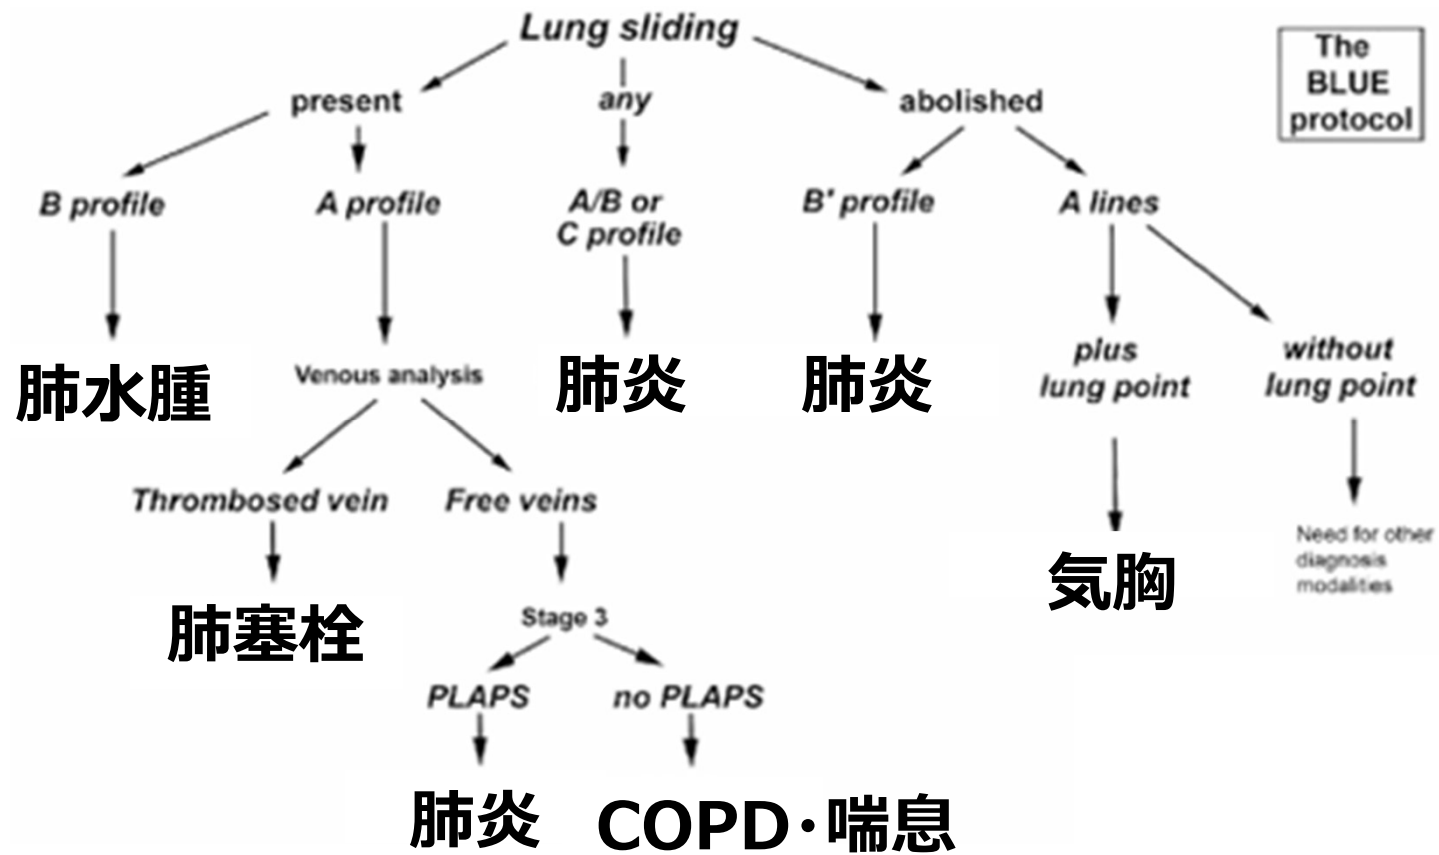 Lung sliding
The
BLUE
protocol
present
any
abolished
B profile
A profile
A/B or
C profile
B' profile
A lines
肺水腫
Venous analysis
肺炎
肺炎
plus
lung point
without
lung point
Thrombosed vein
Free veins
Need for other
diagnosis
modalities
気胸
肺塞栓
Stage 3
PLAPS
no PLAPS
肺炎
COPD・喘息